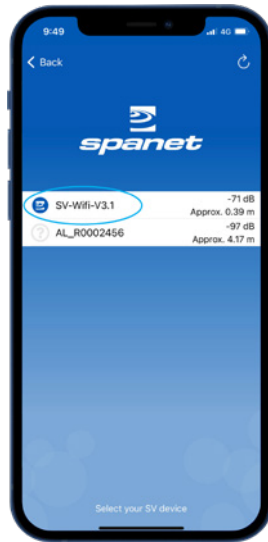 9:49
4G
Back
spanet
SV-Wifi-V3.1
-71 dB
Approx. 0.39 m
AL_R0002456
-97 dB
Approx. 4.17 m
Select your SV device